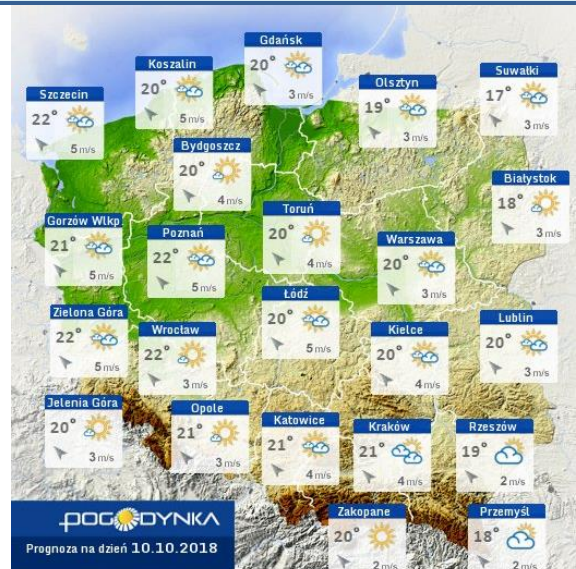 Gdańsk
20°
3 m/s
Koszalin
20°
5 m/s
Suwałki
17°
3 m/s
Olsztyn
19°
3 m/s
Szczecin
22°
5 m/s
Bydgoszcz
20°
4 m/s
Białystok
18°
3 m/s
Toruń
20°
4 m/s
Gorzów Wlkp
21°
5 m/s
Poznań
22°
5 m/s
Warszawa
20°
3 m/s
Łódź
20°
5 m/s
Zielona Góra
22°
5 m/s
Wrocław
22°
3 m/s
Kielce
20°
4 m/s
Lublin
20°
3 m/s
Jelenia Góra
20°
3 m/s
Opole
21°
3 m/s
Katowice
21°
4 m/s
Kraków
21°
4 m/s
Rzeszów
19°
2 m/s
Zakopane
20°
2 m/s
Przemyśl
18°
2 m/s
POGODYNKA
Prognoza na dzień 10.10.2018